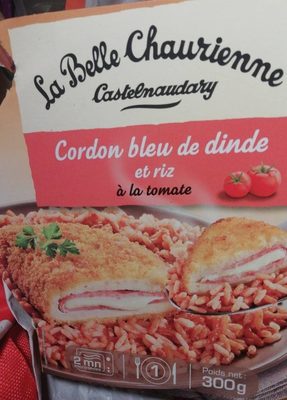 La Belle Chaurienne
Castelnaudary
Cordon bleu de dinde
et riz
à la tomate
2 mn
1
Poids net :
300g